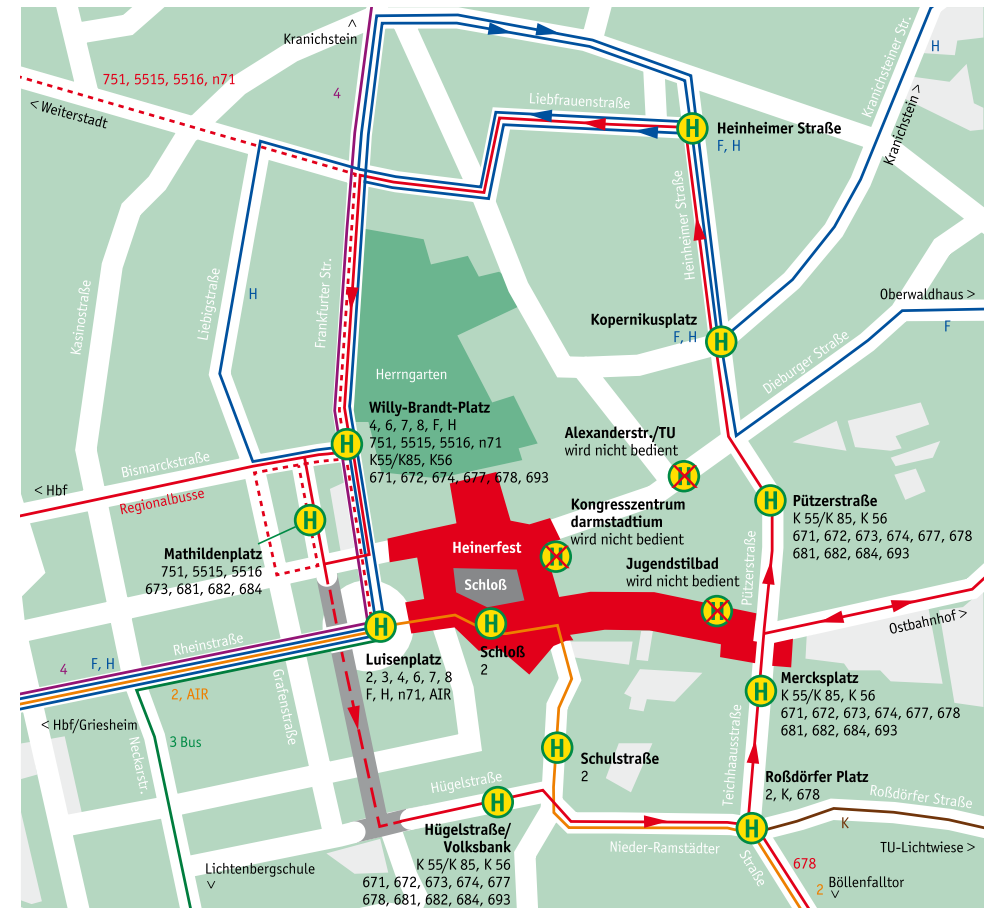 Kranichstein
751, 5515, 5516, n71
4
< Weiterstadt
Liebfrauenstraße
Kranichsteiner Str.
H
Kranichstein >
H
Heinheimer Straße
F, H
Heinheimer Straße
Kasinostraße
Liebigstraße
H
Frankfurter Str.
Oberwaldhaus >
F
Kopernikusplatz
F, H
H
Dieburger Straße
Herrngarten
Willy-Brandt-Platz
4, 6, 7, 8, F, H
751, 5515, 5516, n71
K55/K85, K56
671, 672, 674, 677, 678, 693
H
Alexanderstr./TU
wird nicht bedient
H
Bismarckstraße
< Hbf
Regionalbusse
Kongresszentrum
darmstadtium
wird nicht bedient
H
H
Pützerstraße
K 55/K 85, K 56
671, 672, 673, 674, 677, 678
681, 682, 684, 693
Pützerstraße
H
Mathildenplatz
751, 5515, 5516
673, 681, 682, 684
Heinerfest
Schloß
Jugendstilbad
wird nicht bedient
H
Ostbahnhof >
Rheinstraße
H
H
Schloß
2
4
F, H
2, AIR
Luisenplatz
2, 3, 4, 6, 7, 8
F, H, n71, AIR
Grafenstraße
H
Mercksplatz
K 55/K 85, K 56
671, 672, 673, 674, 677, 678
681, 682, 684, 693
< Hbf/Griesheim
3 Bus
Neckarstr.
H
Schulstraße
2
Teichhaausstraße
Roßdörfer Platz
2, K, 678
H
Roßdörfer Straße
K
Hügelstraße
H
Hügelstraße/
Volksbank
K 55/K 85, K 56
671, 672, 673, 674, 677
678, 681, 682, 684, 693
Nieder-Ramstädter
Straße
TU-Lichtwiese >
678
2
Böllenfalltor
Lichtenbergschule